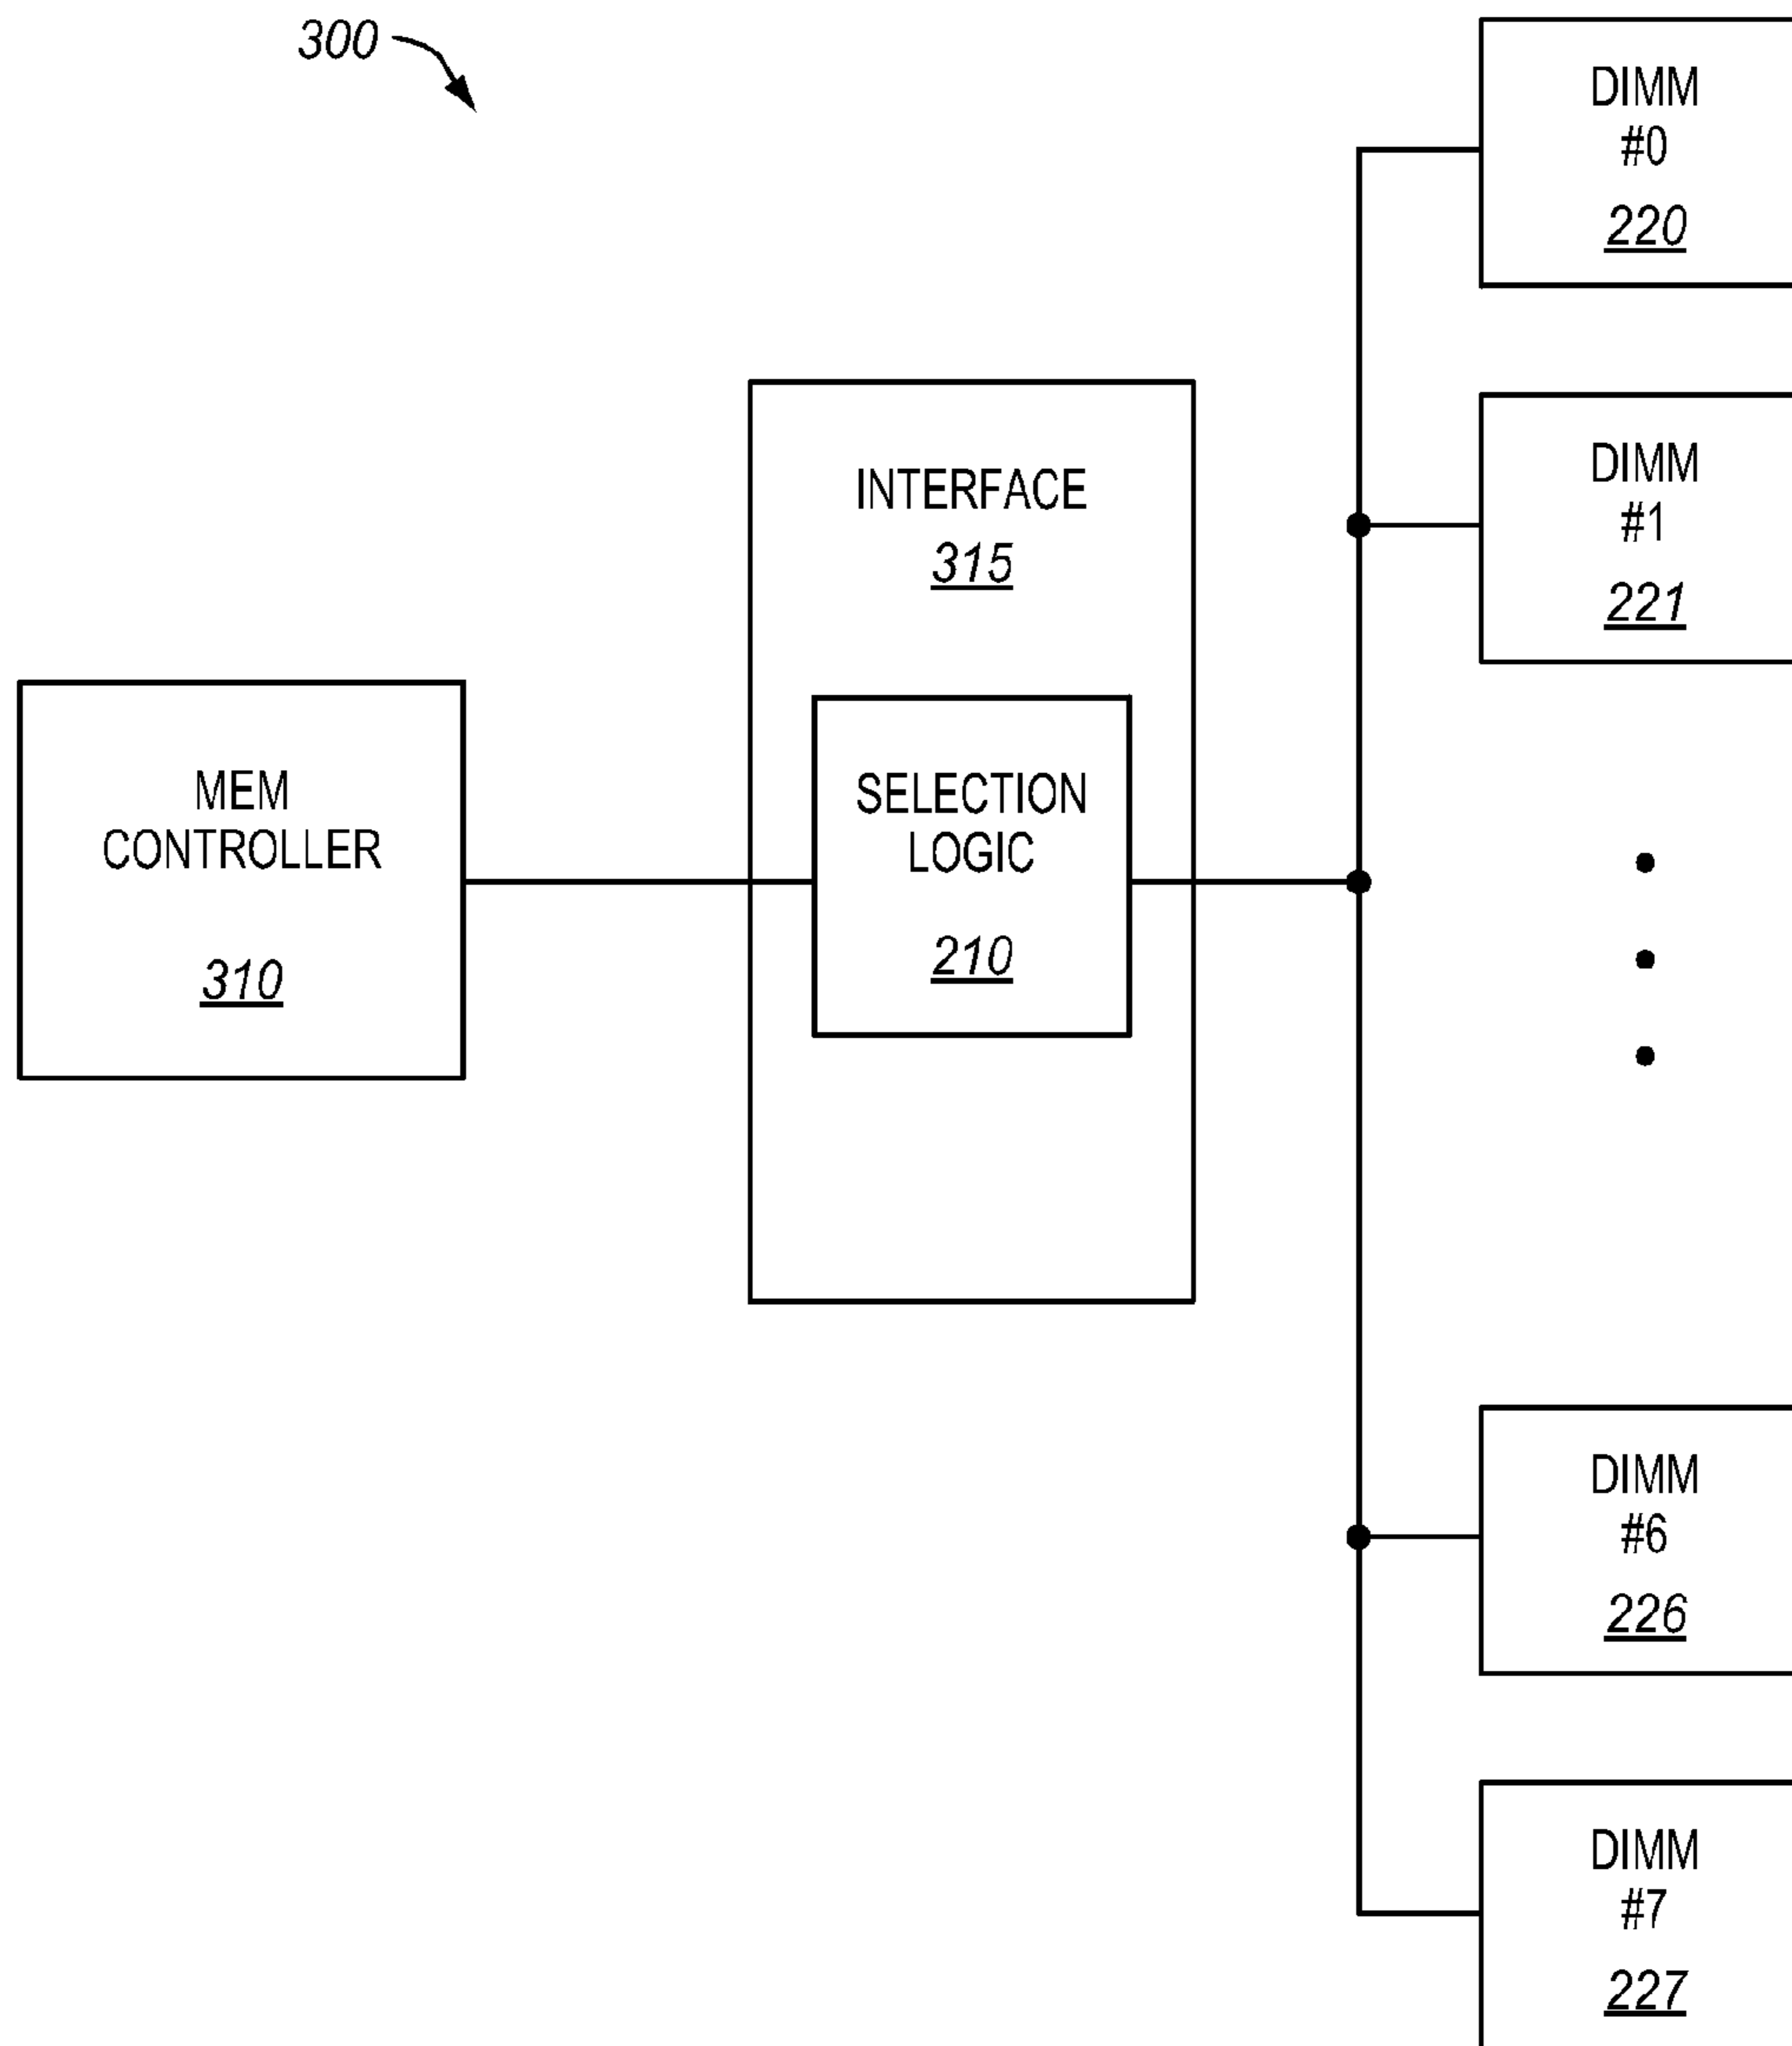 300
DIMM
#0
220
DIMM
#1
221
INTERFACE
315
SELECTION
LOGIC
210
MEM
CONTROLLER
310
DIMM
#6
226
DIMM
#7
227